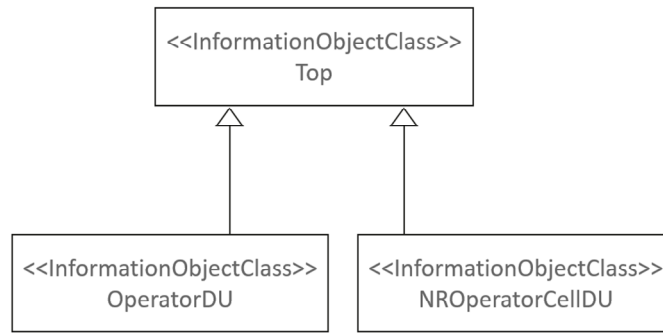 <<InformationObjectClass>>
Top
<<InformationObjectClass>>
OperatorDU
<<InformationObjectClass>>
NROperatorCellDU